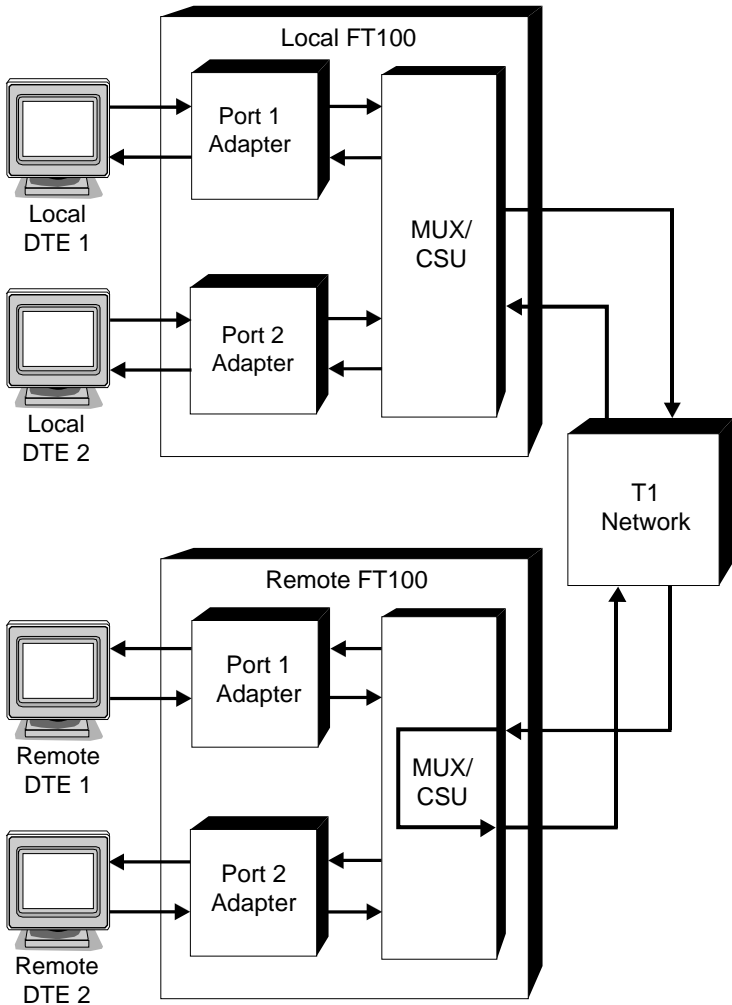 Local FT100
Port 1
Adapter
Local
DTE 1
MUX/
CSU
Port 2
Adapter
Local
DTE 2
T1
Network
Remote FT100
Port 1
Adapter
Remote
DTE 1
MUX/
CSU
Port 2
Adapter
Remote
DTE 2